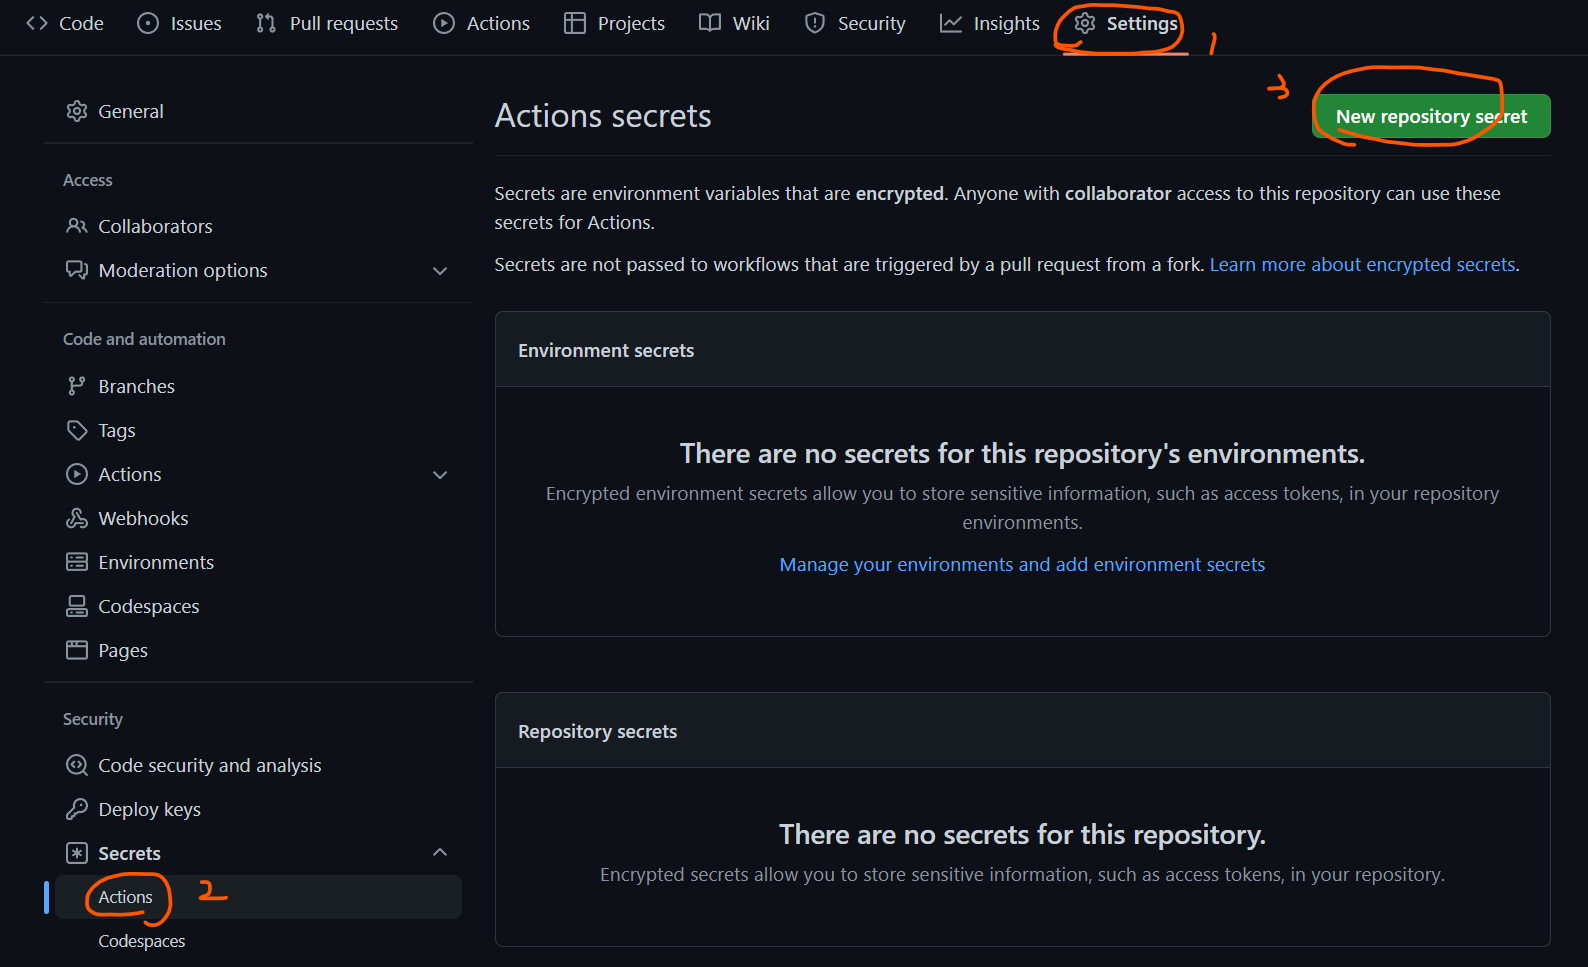 Code Issues Pull requests Actions Projects Wiki Security Insights Settings
1
General
Access
Collaborators
Moderation options
Code and automation
Branches
Tags
Actions
Webhooks
Environments
Codespaces
Pages
Security
Code security and analysis
Deploy keys
Secrets
Actions
2
Codespaces
Actions secrets
3
New repository secret
Secrets are environment variables that are encrypted. Anyone with collaborator access to this repository can use these
secrets for Actions.
Secrets are not passed to workflows that are triggered by a pull request from a fork. Learn more about encrypted secrets.
Environment secrets
There are no secrets for this repository's environments.
Encrypted environment secrets allow you to store sensitive information, such as access tokens, in your repository
environments.
Manage your environments and add environment secrets
Repository secrets
There are no secrets for this repository.
Encrypted secrets allow you to store sensitive information, such as access tokens, in your repository.